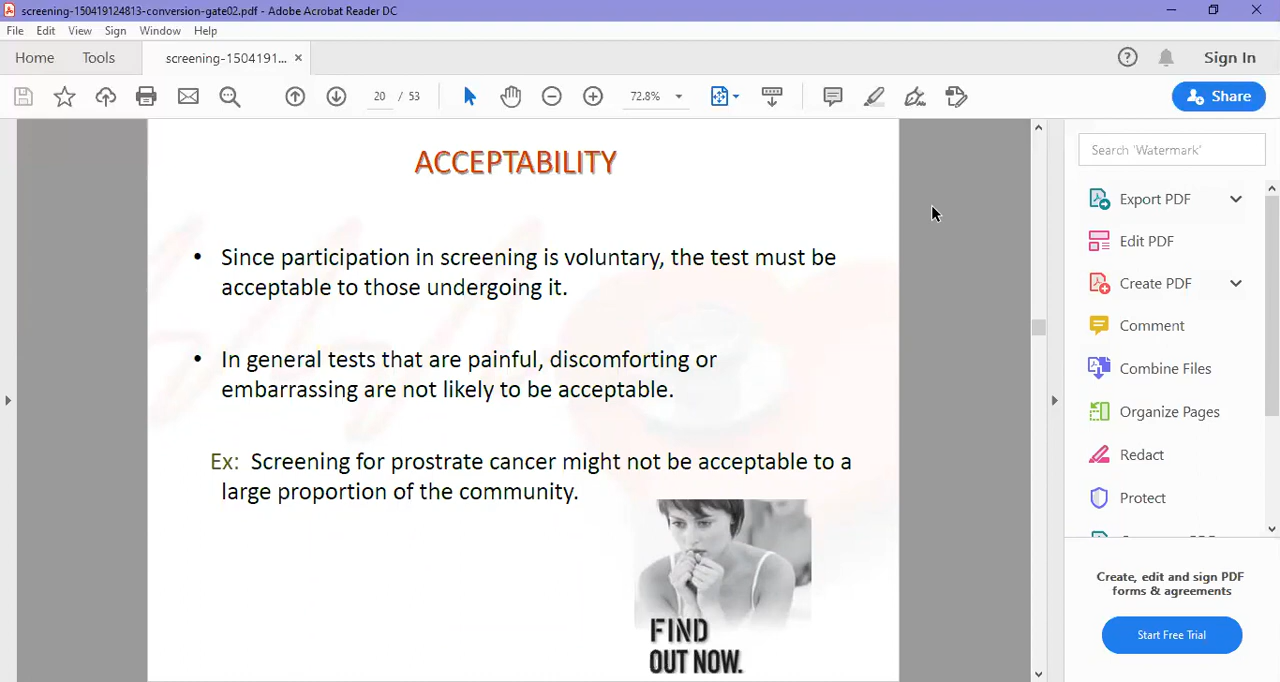 screening-150419124813-conversion-gate02.pdf - Adobe Acrobat Reader DC
File Edit View Sign Window Help
Home Tools screening-1504191... × Sign In
20 / 53 72.8% Share
ACCEPTABILITY
• Since participation in screening is voluntary, the test must be
acceptable to those undergoing it.
• In general tests that are painful, discomforting or
embarrassing are not likely to be acceptable.
Ex: Screening for prostrate cancer might not be acceptable to a
large proportion of the community.
FIND
OUT NOW.
Search 'Watermark'
Export PDF
Edit PDF
Create PDF
Comment
Combine Files
Organize Pages
Redact
Protect
Create, edit and sign PDF
forms & agreements
Start Free Trial